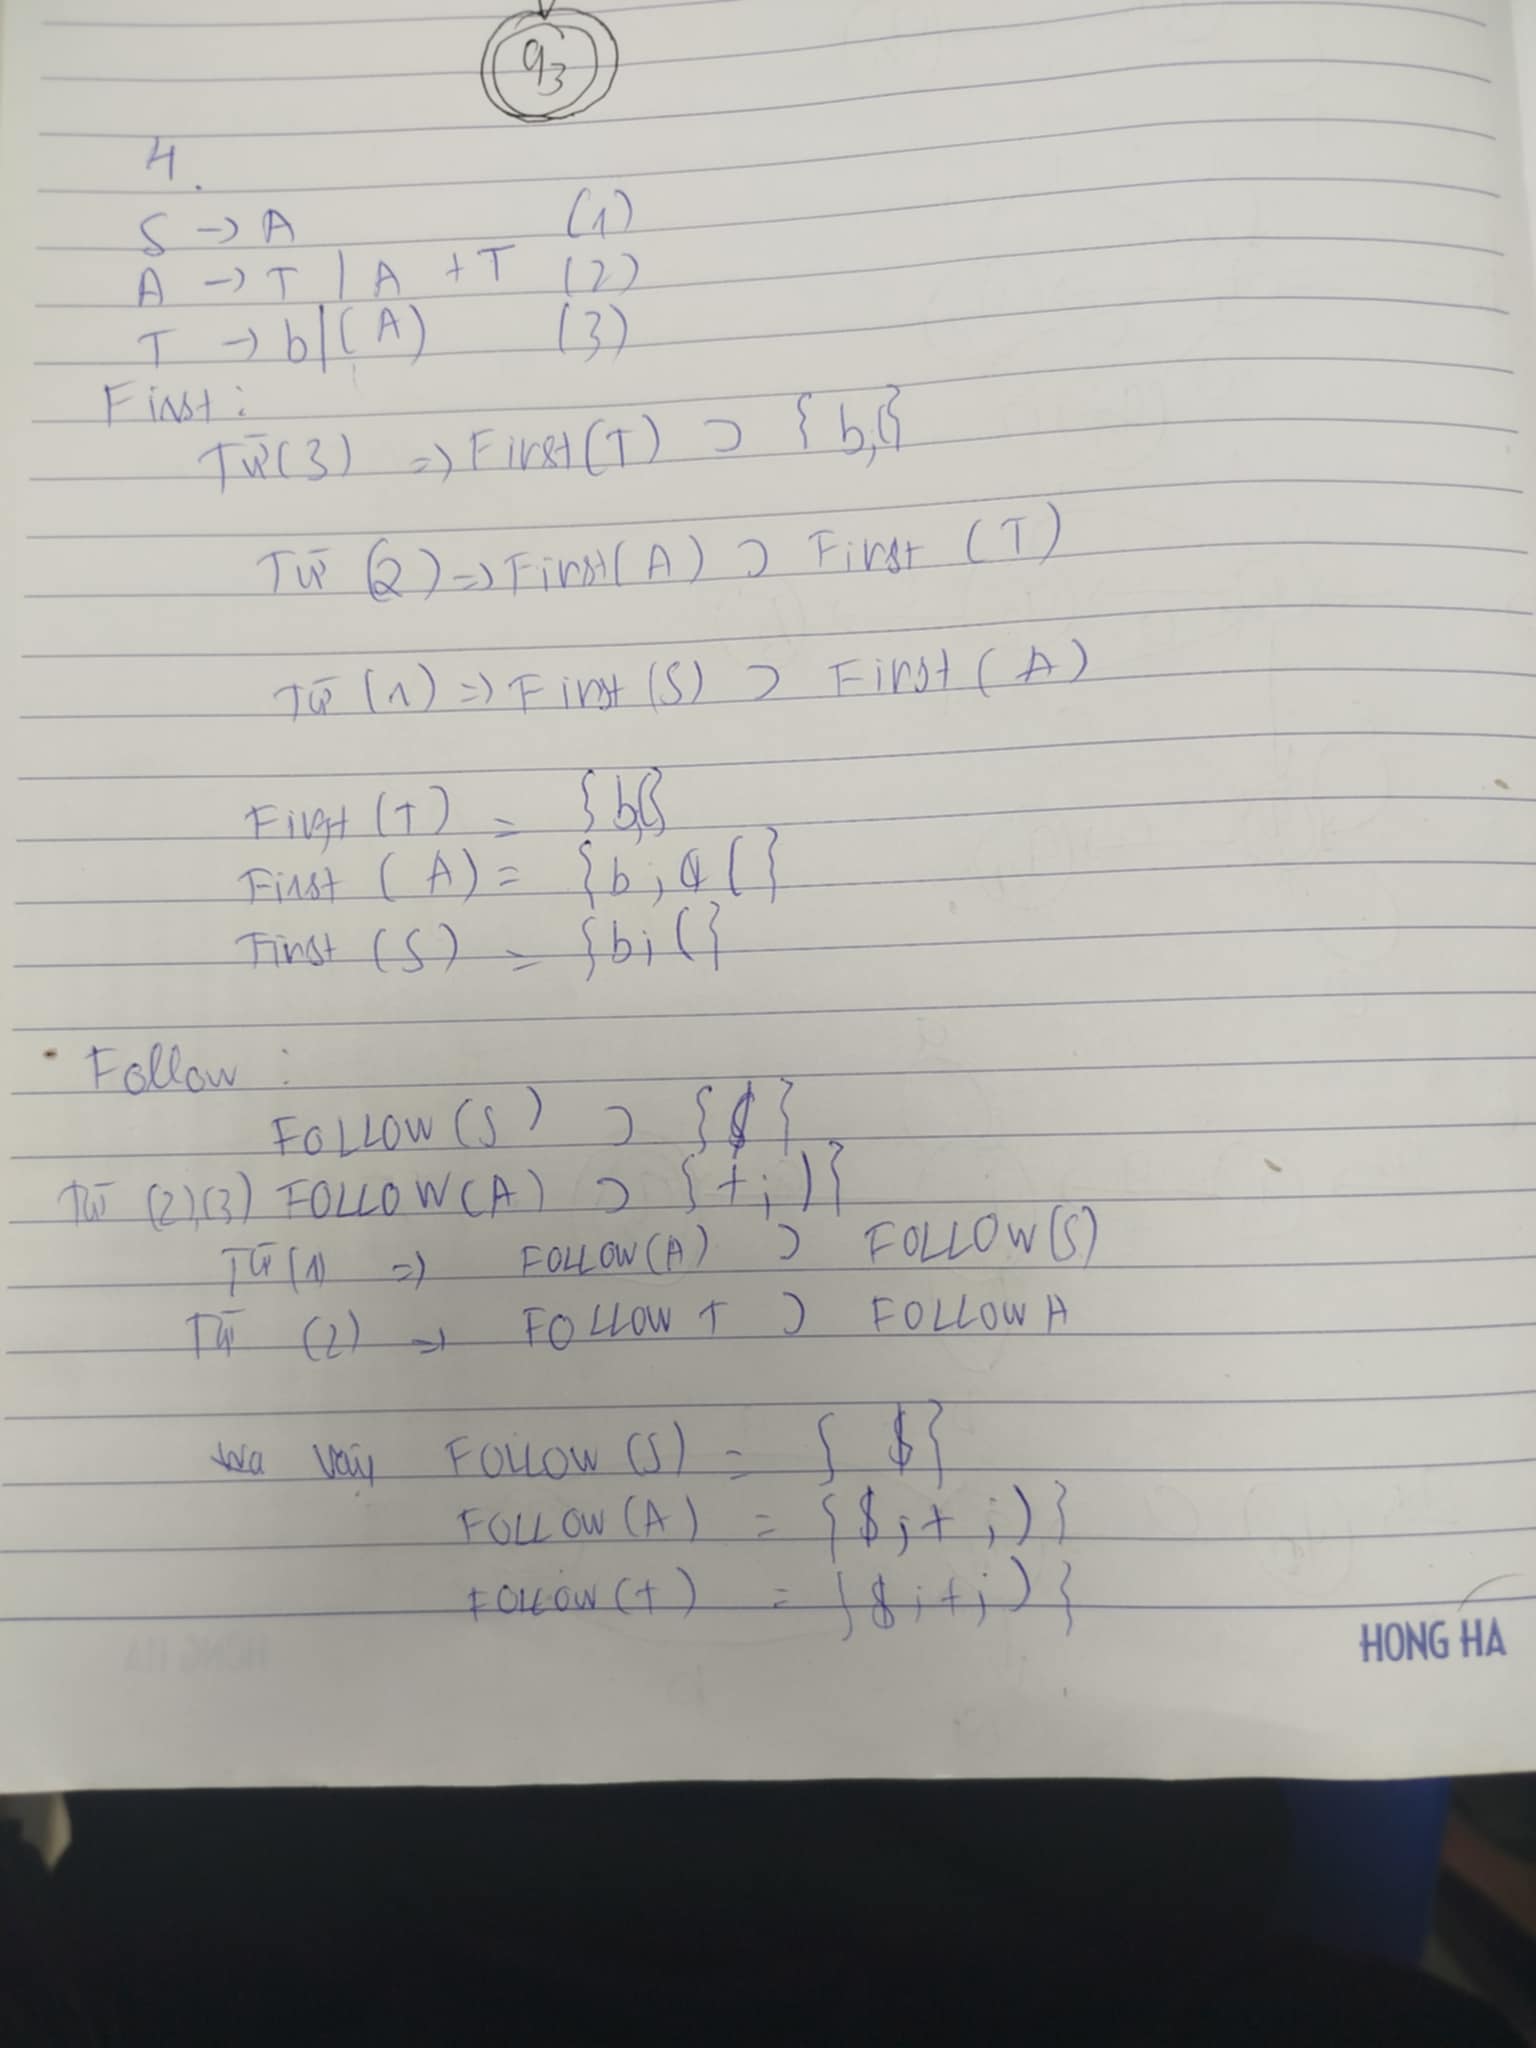 q3
4.
S → A (1)
A → T | A + T (2)
T → b | (A) (3)
First:
Từ (3) => First(T) ⊃ {b,(}
Từ (2) => First(A) ⊃ First (T)
Từ (1) => First (S) ⊃ First (A)
First (T) = {b,(}
First (A) = {b; (}
First (S) = {b; (}
Follow:
FOLLOW (S) ⊃ {$}
Từ (2),(3) FOLLOW(A) ⊃ {+; )}
Từ (1) => FOLLOW(A) ⊃ FOLLOW(S)
Từ (2) => FOLLOW T ⊃ FOLLOW A
vậy FOLLOW (S) = {$}
FOLLOW (A) = {$; + ; )}
FOLLOW (T) = {$; +; )}
HONG HA